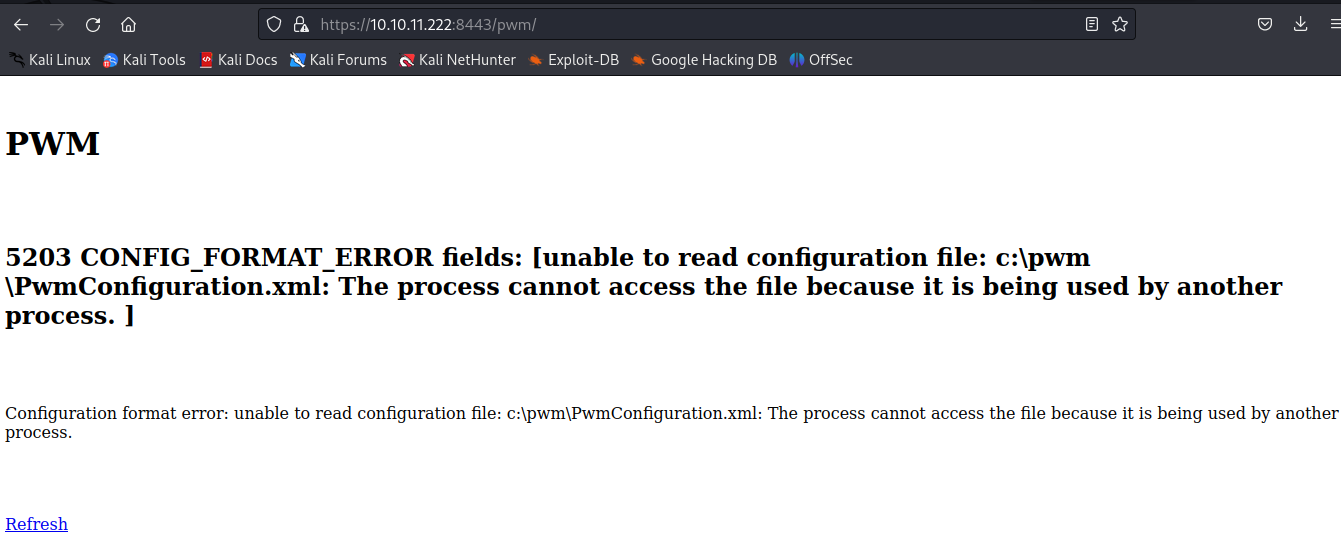 https://10.10.11.222:8443/pwm/
Kali Linux Kali Tools Kali Docs Kali Forums Kali NetHunter Exploit-DB Google Hacking DB OffSec
PWM
5203 CONFIG_FORMAT_ERROR fields: [unable to read configuration file: c:\pwm
\PwmConfiguration.xml: The process cannot access the file because it is being used by another
process. ]
Configuration format error: unable to read configuration file: c:\pwm\PwmConfiguration.xml: The process cannot access the file because it is being used by another
process.
Refresh